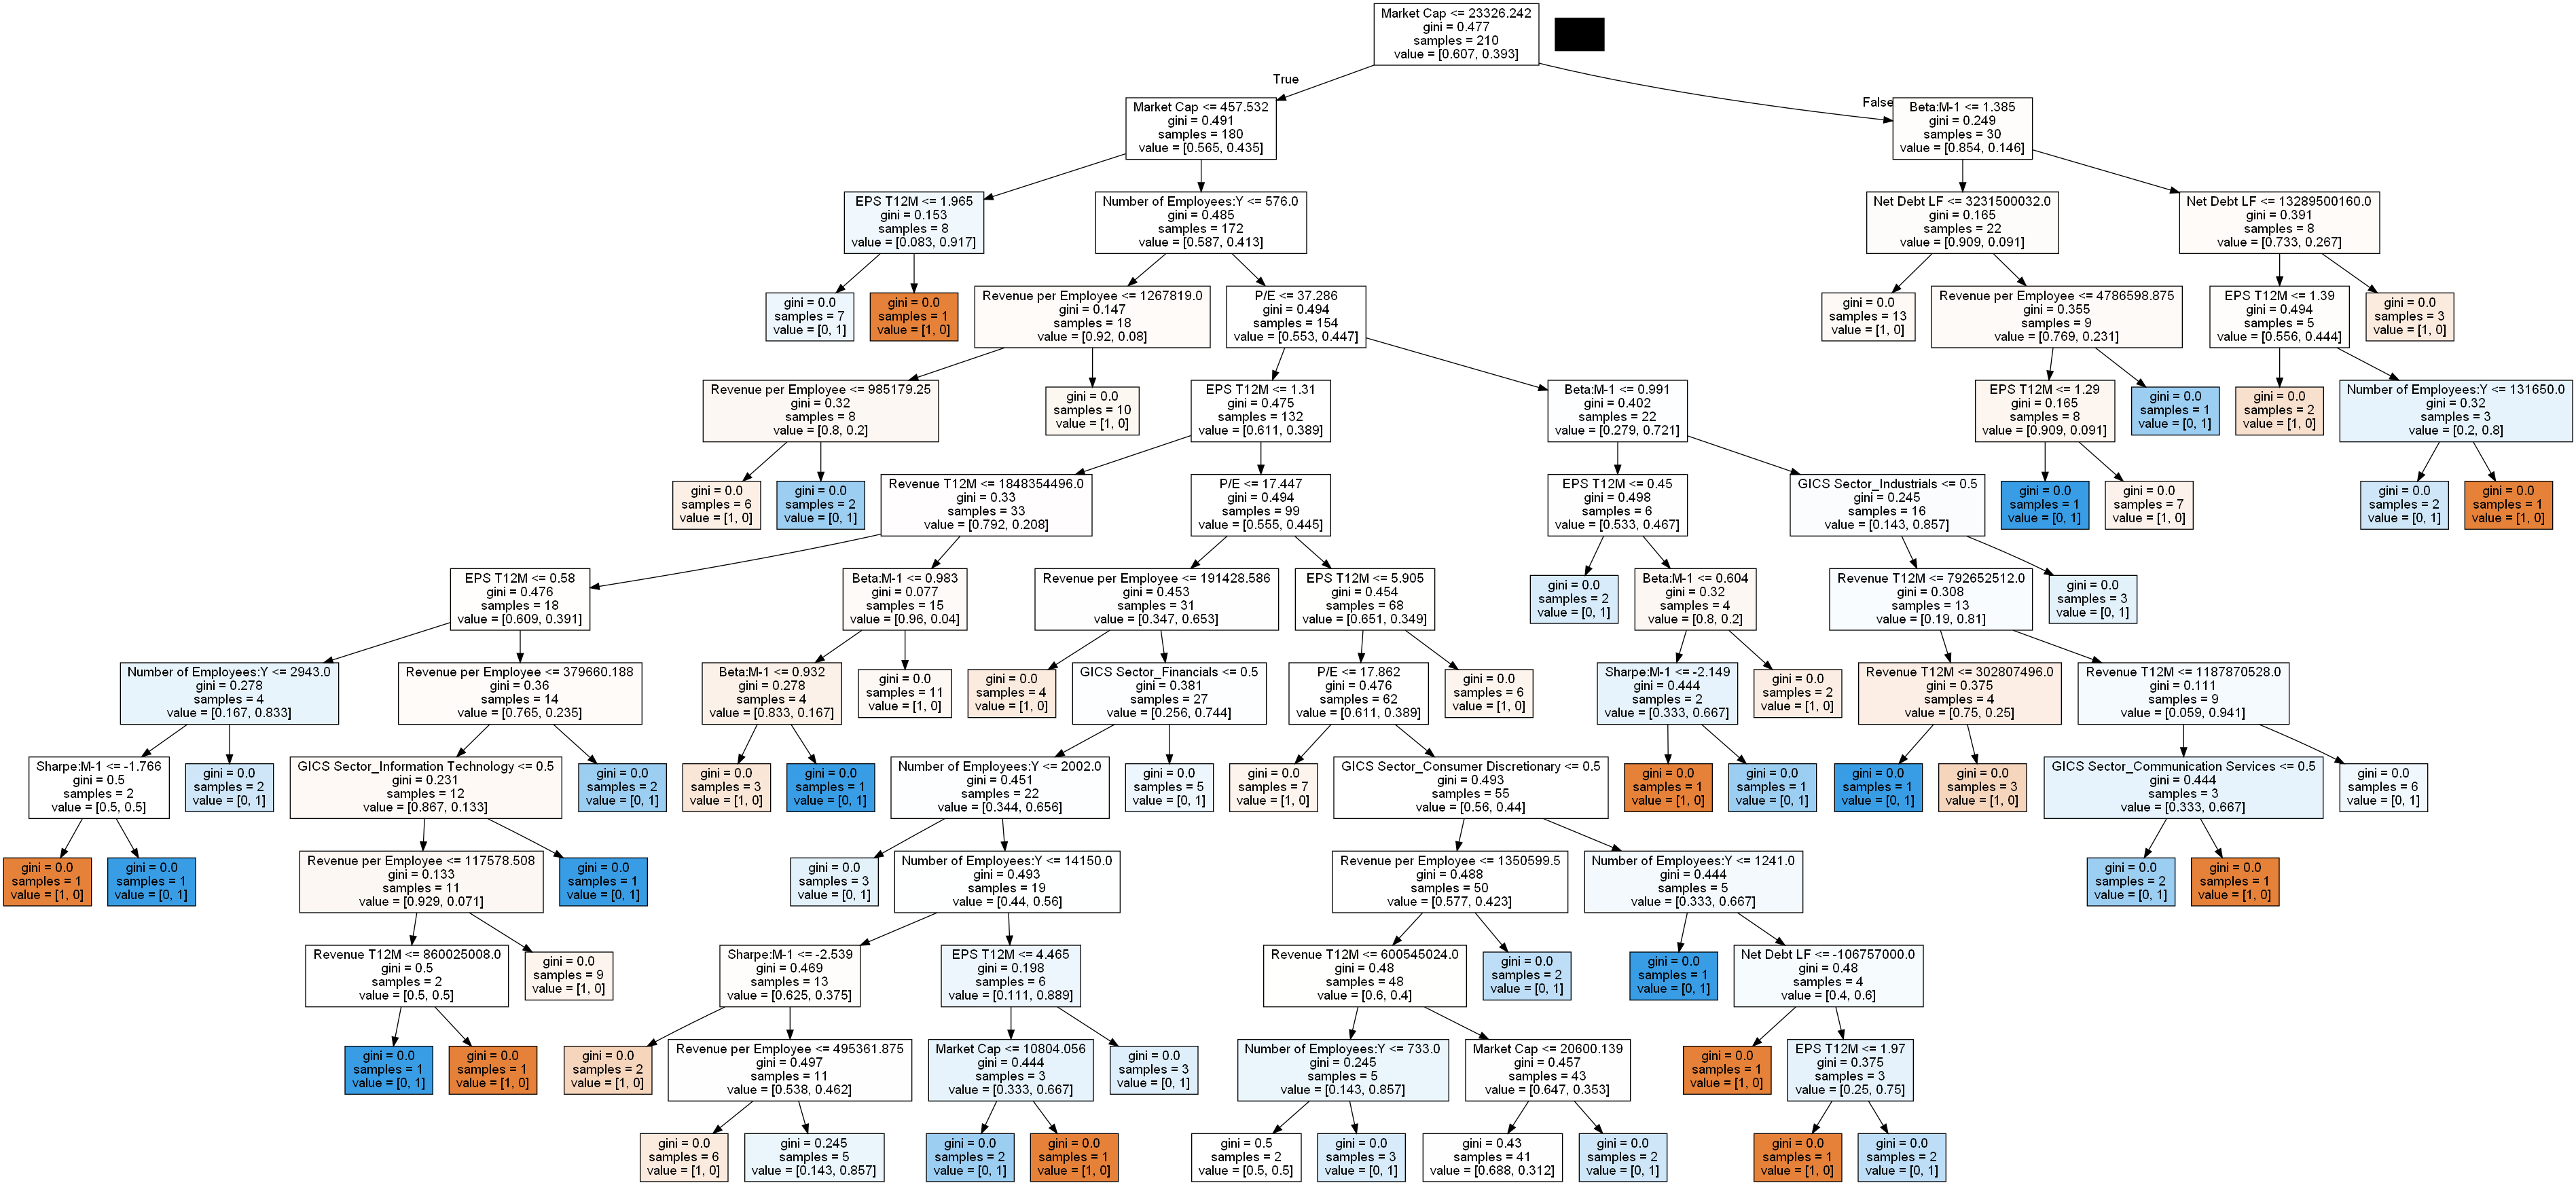 Market Cap <= 23326.242
gini = 0.477
samples = 210
value = [0.607, 0.393]
True
False
Market Cap <= 457.532
gini = 0.491
samples = 180
value = [0.565, 0.435]
Beta:M-1 <= 1.385
gini = 0.249
samples = 30
value = [0.854, 0.146]
EPS T12M <= 1.965
gini = 0.153
samples = 8
value = [0.083, 0.917]
Number of Employees:Y <= 576.0
gini = 0.485
samples = 172
value = [0.587, 0.413]
Net Debt LF <= 3231500032.0
gini = 0.165
samples = 22
value = [0.909, 0.091]
Net Debt LF <= 13289500160.0
gini = 0.391
samples = 8
value = [0.733, 0.267]
gini = 0.0
samples = 7
value = [0, 1]
gini = 0.0
samples = 1
value = [1, 0]
Revenue per Employee <= 1267819.0
gini = 0.147
samples = 18
value = [0.92, 0.08]
P/E <= 37.286
gini = 0.494
samples = 154
value = [0.553, 0.447]
gini = 0.0
samples = 13
value = [1, 0]
Revenue per Employee <= 4786598.875
gini = 0.355
samples = 9
value = [0.769, 0.231]
EPS T12M <= 1.39
gini = 0.494
samples = 5
value = [0.556, 0.444]
gini = 0.0
samples = 3
value = [1, 0]
Revenue per Employee <= 985179.25
gini = 0.32
samples = 8
value = [0.8, 0.2]
gini = 0.0
samples = 10
value = [1, 0]
EPS T12M <= 1.31
gini = 0.475
samples = 132
value = [0.611, 0.389]
Beta:M-1 <= 0.991
gini = 0.402
samples = 22
value = [0.279, 0.721]
EPS T12M <= 1.29
gini = 0.165
samples = 8
value = [0.909, 0.091]
gini = 0.0
samples = 1
value = [0, 1]
gini = 0.0
samples = 2
value = [1, 0]
Number of Employees:Y <= 131650.0
gini = 0.32
samples = 3
value = [0.2, 0.8]
gini = 0.0
samples = 6
value = [1, 0]
gini = 0.0
samples = 2
value = [0, 1]
Revenue T12M <= 1848354496.0
gini = 0.33
samples = 33
value = [0.792, 0.208]
P/E <= 17.447
gini = 0.494
samples = 99
value = [0.555, 0.445]
EPS T12M <= 0.45
gini = 0.498
samples = 6
value = [0.533, 0.467]
GICS Sector_Industrials <= 0.5
gini = 0.245
samples = 16
value = [0.143, 0.857]
gini = 0.0
samples = 1
value = [0, 1]
gini = 0.0
samples = 7
value = [1, 0]
gini = 0.0
samples = 2
value = [0, 1]
gini = 0.0
samples = 1
value = [1, 0]
EPS T12M <= 0.58
gini = 0.476
samples = 18
value = [0.609, 0.391]
Beta:M-1 <= 0.983
gini = 0.077
samples = 15
value = [0.96, 0.04]
Revenue per Employee <= 191428.586
gini = 0.453
samples = 31
value = [0.347, 0.653]
EPS T12M <= 5.905
gini = 0.454
samples = 68
value = [0.651, 0.349]
gini = 0.0
samples = 2
value = [0, 1]
Beta:M-1 <= 0.604
gini = 0.32
samples = 4
value = [0.8, 0.2]
Revenue T12M <= 792652512.0
gini = 0.308
samples = 13
value = [0.19, 0.81]
gini = 0.0
samples = 3
value = [0, 1]
Number of Employees:Y <= 2943.0
gini = 0.278
samples = 4
value = [0.167, 0.833]
Revenue per Employee <= 379660.188
gini = 0.36
samples = 14
value = [0.765, 0.235]
Beta:M-1 <= 0.932
gini = 0.278
samples = 4
value = [0.833, 0.167]
gini = 0.0
samples = 11
value = [1, 0]
gini = 0.0
samples = 4
value = [1, 0]
GICS Sector_Financials <= 0.5
gini = 0.381
samples = 27
value = [0.256, 0.744]
P/E <= 17.862
gini = 0.476
samples = 62
value = [0.611, 0.389]
gini = 0.0
samples = 6
value = [1, 0]
Sharpe:M-1 <= -2.149
gini = 0.444
samples = 2
value = [0.333, 0.667]
gini = 0.0
samples = 2
value = [1, 0]
Revenue T12M <= 302807496.0
gini = 0.375
samples = 4
value = [0.75, 0.25]
Revenue T12M <= 1187870528.0
gini = 0.111
samples = 9
value = [0.059, 0.941]
Sharpe:M-1 <= -1.766
gini = 0.5
samples = 2
value = [0.5, 0.5]
gini = 0.0
samples = 2
value = [0, 1]
GICS Sector_Information Technology <= 0.5
gini = 0.231
samples = 12
value = [0.867, 0.133]
gini = 0.0
samples = 2
value = [0, 1]
gini = 0.0
samples = 3
value = [1, 0]
gini = 0.0
samples = 1
value = [0, 1]
Number of Employees:Y <= 2002.0
gini = 0.451
samples = 22
value = [0.344, 0.656]
gini = 0.0
samples = 5
value = [0, 1]
gini = 0.0
samples = 7
value = [1, 0]
GICS Sector_Consumer Discretionary <= 0.5
gini = 0.493
samples = 55
value = [0.56, 0.44]
gini = 0.0
samples = 1
value = [1, 0]
gini = 0.0
samples = 1
value = [0, 1]
gini = 0.0
samples = 1
value = [0, 1]
gini = 0.0
samples = 3
value = [1, 0]
GICS Sector_Communication Services <= 0.5
gini = 0.444
samples = 3
value = [0.333, 0.667]
gini = 0.0
samples = 6
value = [0, 1]
gini = 0.0
samples = 1
value = [1, 0]
gini = 0.0
samples = 1
value = [0, 1]
Revenue per Employee <= 117578.508
gini = 0.133
samples = 11
value = [0.929, 0.071]
gini = 0.0
samples = 1
value = [0, 1]
gini = 0.0
samples = 3
value = [0, 1]
Number of Employees:Y <= 14150.0
gini = 0.493
samples = 19
value = [0.44, 0.56]
Revenue per Employee <= 1350599.5
gini = 0.488
samples = 50
value = [0.577, 0.423]
Number of Employees:Y <= 1241.0
gini = 0.444
samples = 5
value = [0.333, 0.667]
gini = 0.0
samples = 2
value = [0, 1]
gini = 0.0
samples = 1
value = [1, 0]
Revenue T12M <= 860025008.0
gini = 0.5
samples = 2
value = [0.5, 0.5]
gini = 0.0
samples = 9
value = [1, 0]
Sharpe:M-1 <= -2.539
gini = 0.469
samples = 13
value = [0.625, 0.375]
EPS T12M <= 4.465
gini = 0.198
samples = 6
value = [0.111, 0.889]
Revenue T12M <= 600545024.0
gini = 0.48
samples = 48
value = [0.6, 0.4]
gini = 0.0
samples = 2
value = [0, 1]
gini = 0.0
samples = 1
value = [0, 1]
Net Debt LF <= -106757000.0
gini = 0.48
samples = 4
value = [0.4, 0.6]
gini = 0.0
samples = 1
value = [0, 1]
gini = 0.0
samples = 1
value = [1, 0]
gini = 0.0
samples = 2
value = [1, 0]
Revenue per Employee <= 495361.875
gini = 0.497
samples = 11
value = [0.538, 0.462]
Market Cap <= 10804.056
gini = 0.444
samples = 3
value = [0.333, 0.667]
gini = 0.0
samples = 3
value = [0, 1]
Number of Employees:Y <= 733.0
gini = 0.245
samples = 5
value = [0.143, 0.857]
Market Cap <= 20600.139
gini = 0.457
samples = 43
value = [0.647, 0.353]
gini = 0.0
samples = 1
value = [1, 0]
EPS T12M <= 1.97
gini = 0.375
samples = 3
value = [0.25, 0.75]
gini = 0.0
samples = 6
value = [1, 0]
gini = 0.245
samples = 5
value = [0.143, 0.857]
gini = 0.0
samples = 2
value = [0, 1]
gini = 0.0
samples = 1
value = [1, 0]
gini = 0.5
samples = 2
value = [0.5, 0.5]
gini = 0.0
samples = 3
value = [0, 1]
gini = 0.43
samples = 41
value = [0.688, 0.312]
gini = 0.0
samples = 2
value = [0, 1]
gini = 0.0
samples = 1
value = [1, 0]
gini = 0.0
samples = 2
value = [0, 1]